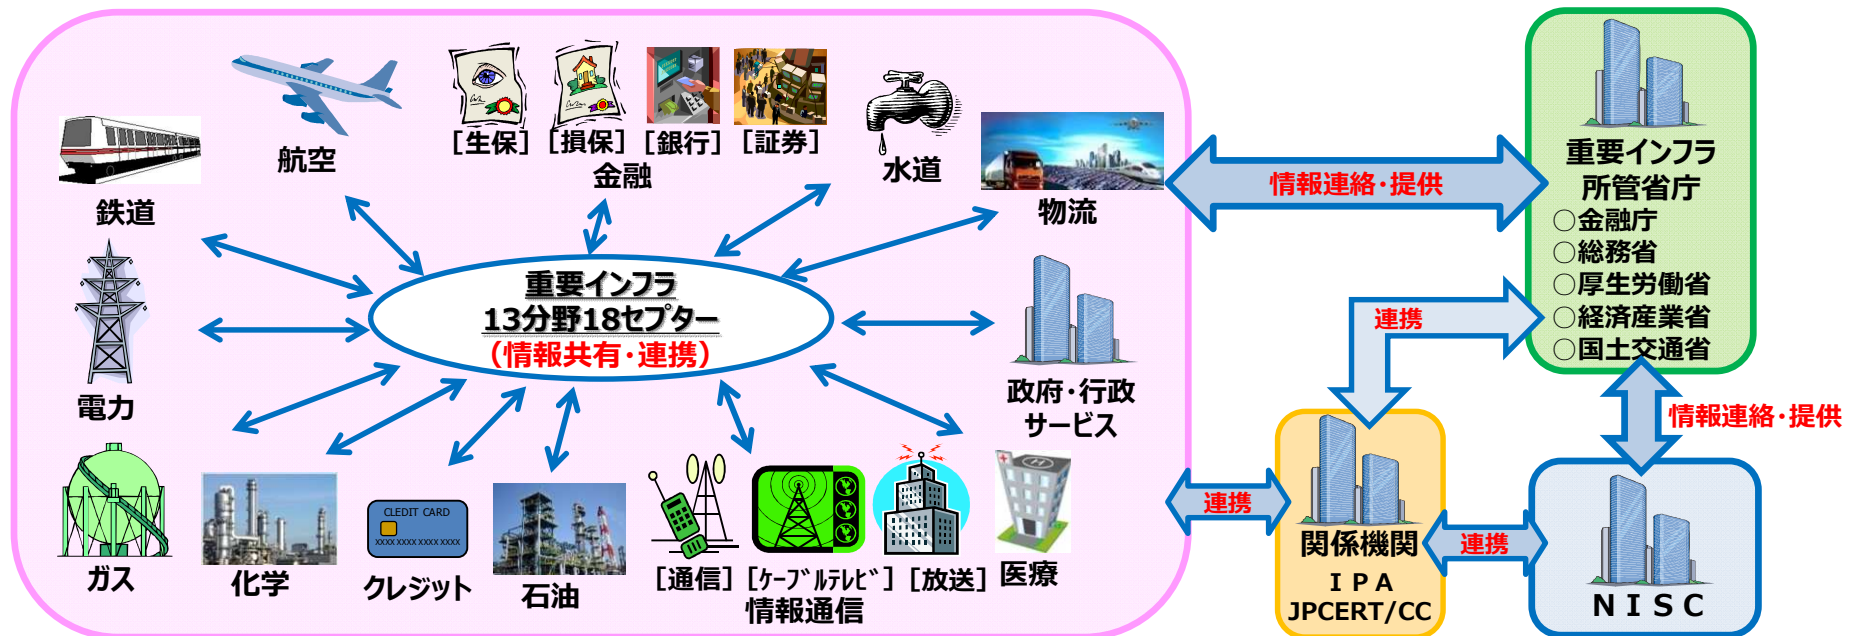 航空
[生保]
[損保]
[銀行]
[証券]
金融
水道
物流
鉄道
電力
重要インフラ
13分野18セプター
（情報共有・連携）
政府・行政
サービス
ガス
化学
CLEDIT CARD
XXXX XXXX XXXX XXXX
クレジット
石油
[通信]
[ｹｰﾌﾞﾙﾃﾚﾋﾞ]
[放送]
情報通信
医療
情報連絡・提供
重要インフラ
所管省庁
○金融庁
○総務省
○厚生労働省
○経済産業省
○国土交通省
連携
情報連絡・提供
連携
関係機関
ＩＰＡ
JPCERT/CC
連携
ＮＩＳＣ